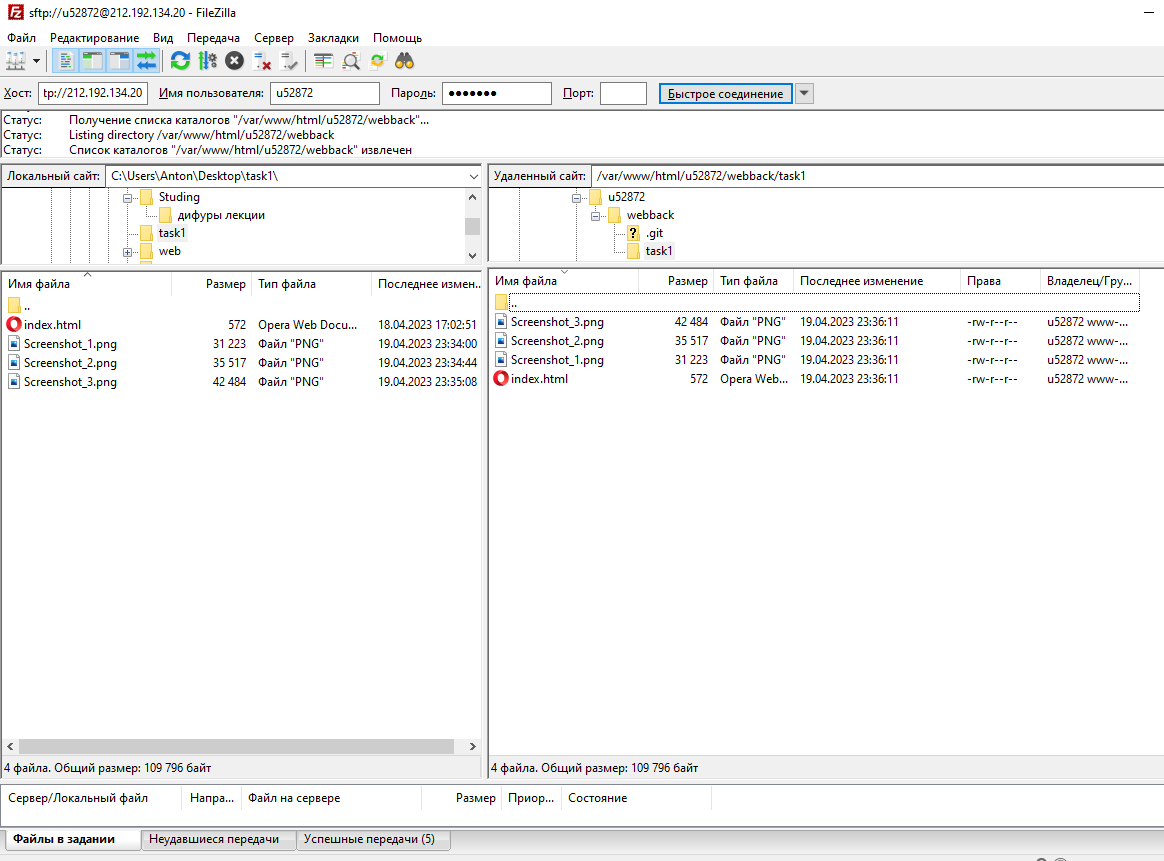 sftp://u52872@212.192.134.20 - FileZilla
Файл Редактирование Вид Передача Сервер Закладки Помощь
Хост: tp://212.192.134.20 Имя пользователя: u52872 Пароль: ●●●●●●● Порт: Быстрое соединение
Статус: Получение списка каталогов "/var/www/html/u52872/webback"...
Статус: Listing directory /var/www/html/u52872/webback
Статус: Список каталогов "/var/www/html/u52872/webback" извлечен
Локальный сайт: C:\Users\Anton\Desktop\task1\
Studing
дифуры лекции
task1
web
Удаленный сайт: /var/www/html/u52872/webback/task1
u52872
webback
? .git
task1
Имя файла Размер Тип файла Последнее измен...
..
index.html 572 Opera Web Docu... 18.04.2023 17:02:51
Screenshot_1.png 31 223 Файл "PNG" 19.04.2023 23:34:00
Screenshot_2.png 35 517 Файл "PNG" 19.04.2023 23:34:44
Screenshot_3.png 42 484 Файл "PNG" 19.04.2023 23:35:08
4 файла. Общий размер: 109 796 байт
Имя файла Размер Тип файла Последнее изменение Права Владелец/Гру...
..
Screenshot_3.png 42 484 Файл "PNG" 19.04.2023 23:36:11 -rw-r--r-- u52872 www-...
Screenshot_2.png 35 517 Файл "PNG" 19.04.2023 23:36:11 -rw-r--r-- u52872 www-...
Screenshot_1.png 31 223 Файл "PNG" 19.04.2023 23:36:11 -rw-r--r-- u52872 www-...
index.html 572 Opera Web... 19.04.2023 23:36:11 -rw-r--r-- u52872 www-...
4 файла. Общий размер: 109 796 байт
Сервер/Локальный файл Напра... Файл на сервере Размер Приор... Состояние
Файлы в задании Неудавшиеся передачи Успешные передачи (5)